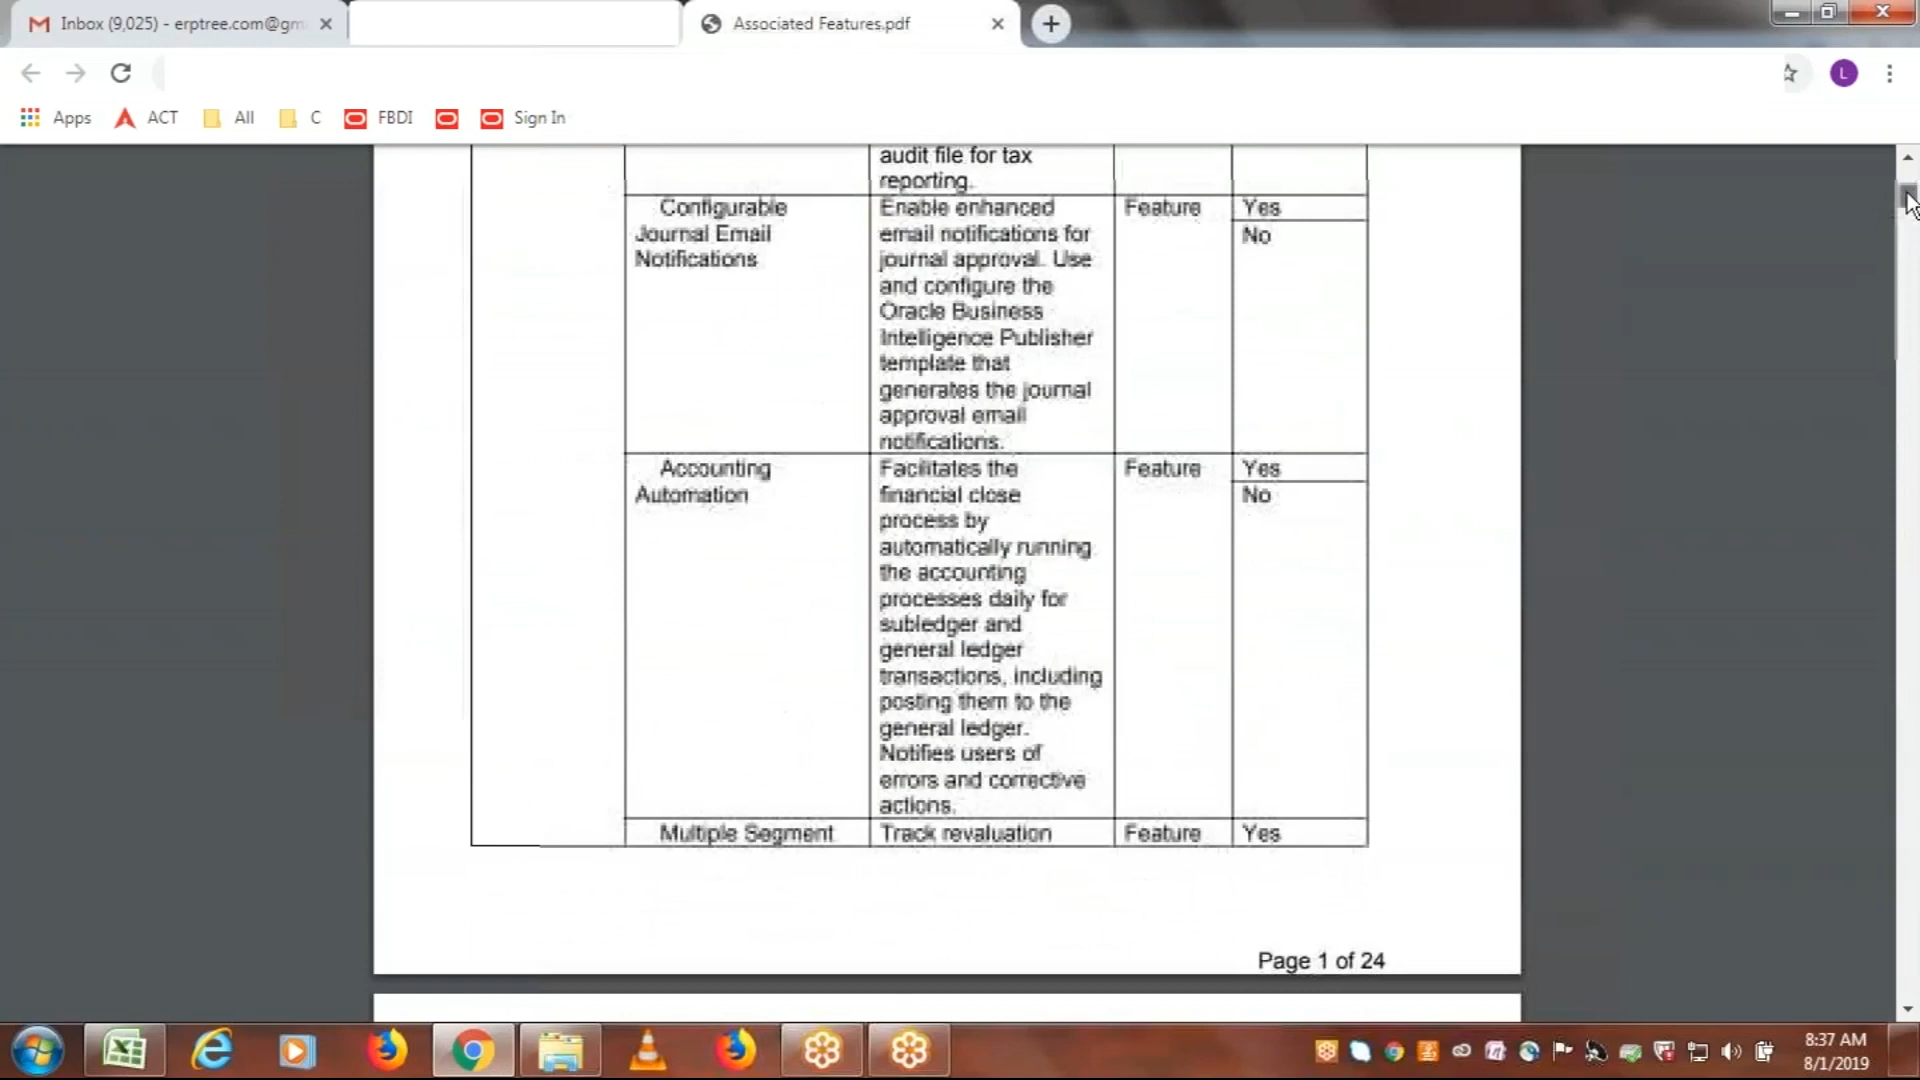 Inbox (9,025) - erptree.com@gm
Associated Features.pdf
L
Apps
ACT
All
C
FBDI
Sign In
audit file for tax
reporting.
Configurable
Journal Email
Notifications
Enable enhanced
email notifications for
journal approval. Use
and configure the
Oracle Business
Intelligence Publisher
template that
generates the journal
approval email
notifications.
Feature
Yes
No
Accounting
Automation
Facilitates the
financial close
process by
automatically running
the accounting
processes daily for
subledger and
general ledger
transactions, including
posting them to the
general ledger.
Notifies users of
errors and corrective
actions.
Feature
Yes
No
Multiple Segment
Track revaluation
Feature
Yes
Page 1 of 24
8:37 AM
8/1/2019